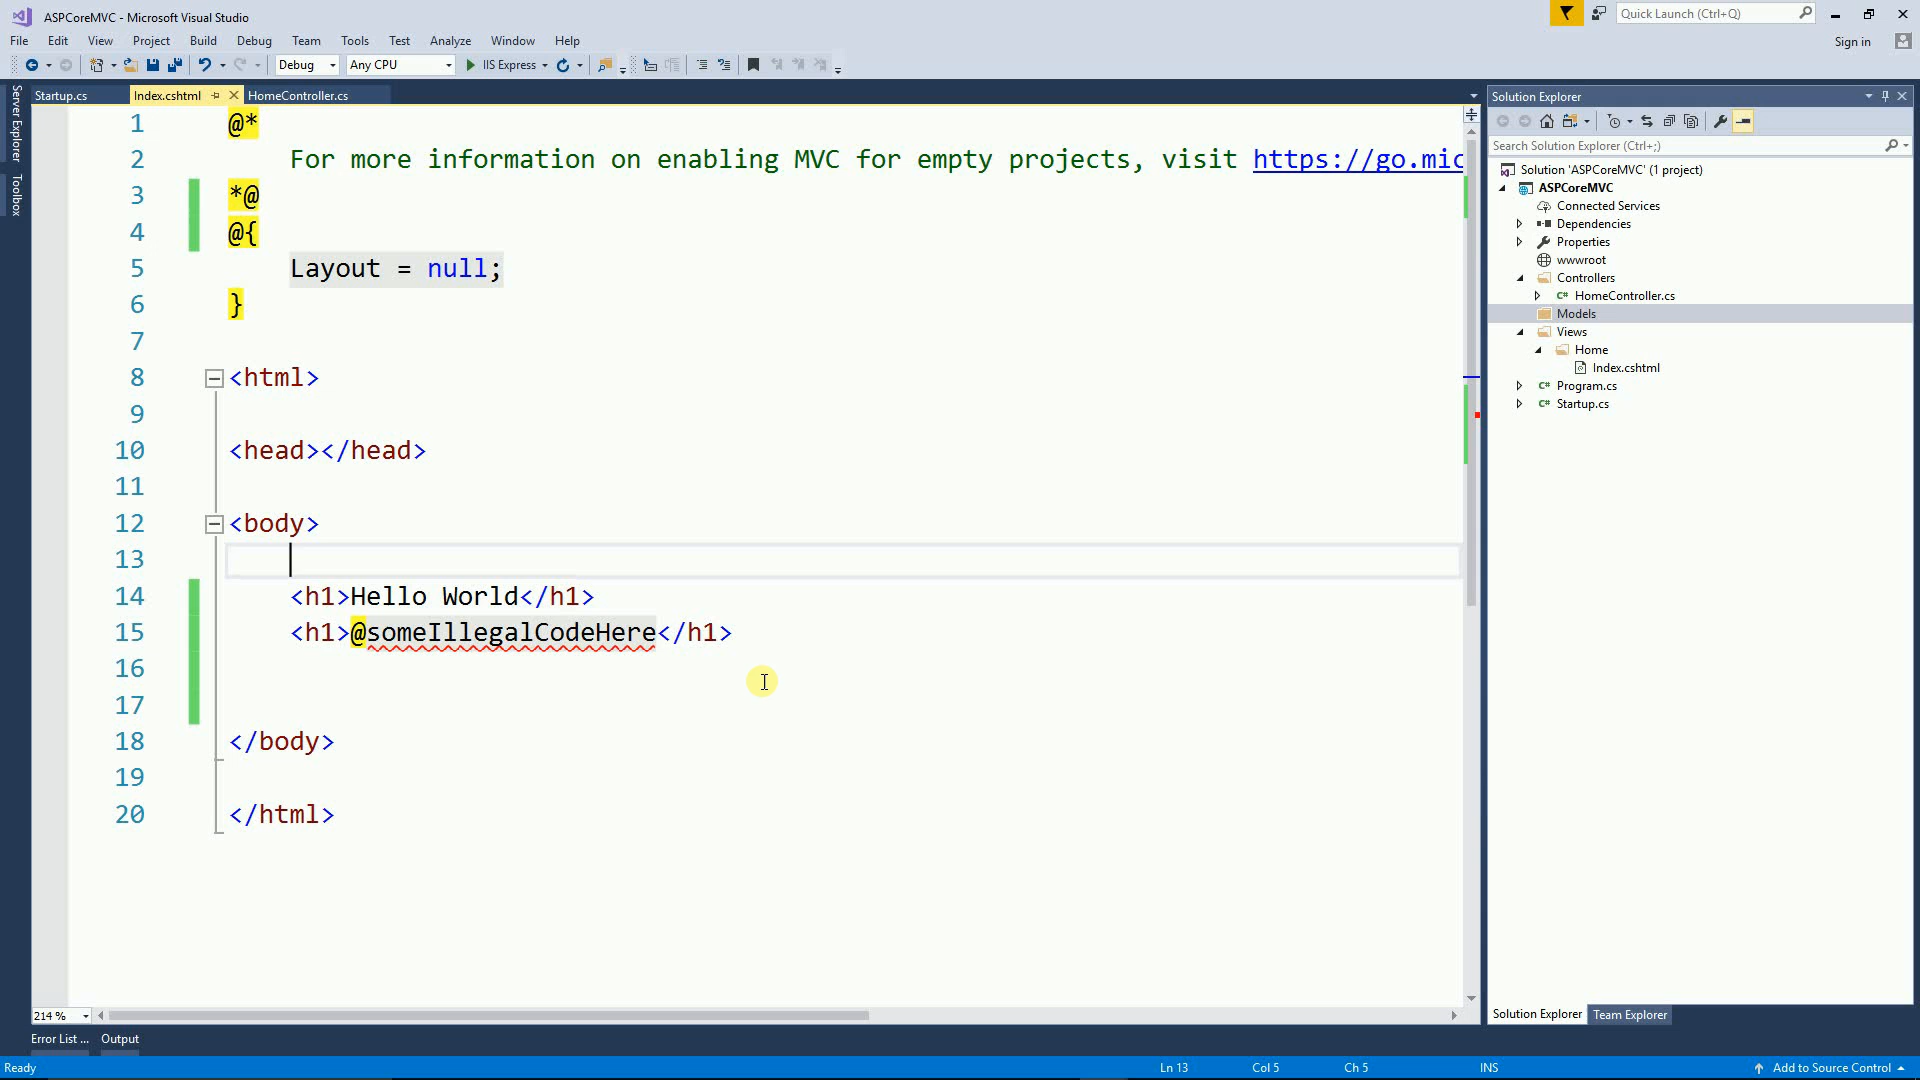 ASPCoreMVC - Microsoft Visual Studio
Quick Launch (Ctrl+Q)
File Edit View Project Build Debug Team Tools Test Analyze Window Help
Sign in
Debug
Any CPU
IIS Express
Server Explorer
Toolbox
Startup.cs
Index.cshtml
HomeController.cs
1 @*
2 For more information on enabling MVC for empty projects, visit https://go.mic
3 *@
4 @{
5 Layout = null;
6 }
7
8 <html>
9
10 <head></head>
11
12 <body>
13
14 <h1>Hello World</h1>
15 <h1>@someIllegalCodeHere</h1>
16
17
18 </body>
19
20 </html>
214 %
Solution Explorer
Search Solution Explorer (Ctrl+;)
Solution 'ASPCoreMVC' (1 project)
ASPCoreMVC
Connected Services
Dependencies
Properties
wwwroot
Controllers
C# HomeController.cs
Models
Views
Home
Index.cshtml
C# Program.cs
C# Startup.cs
Solution Explorer
Team Explorer
Error List ...
Output
Ready
Ln 13
Col 5
Ch 5
INS
Add to Source Control